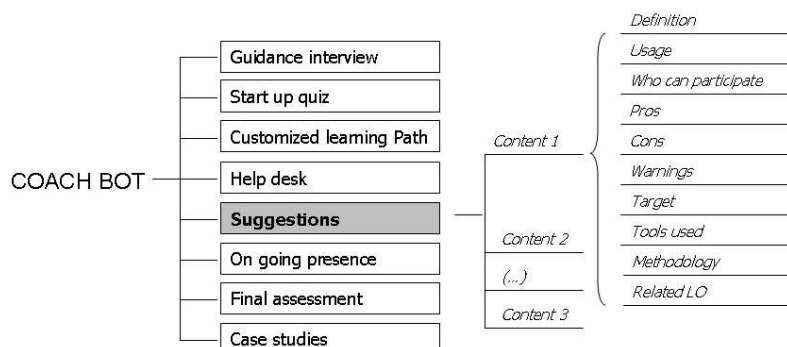 COACH BOT
Guidance interview
Start up quiz
Customized learning Path
Help desk
Suggestions
On going presence
Final assessment
Case studies
Content 1
Content 2
(...)
Content 3
Definition
Usage
Who can participate
Pros
Cons
Warnings
Target
Tools used
Methodology
Related LO